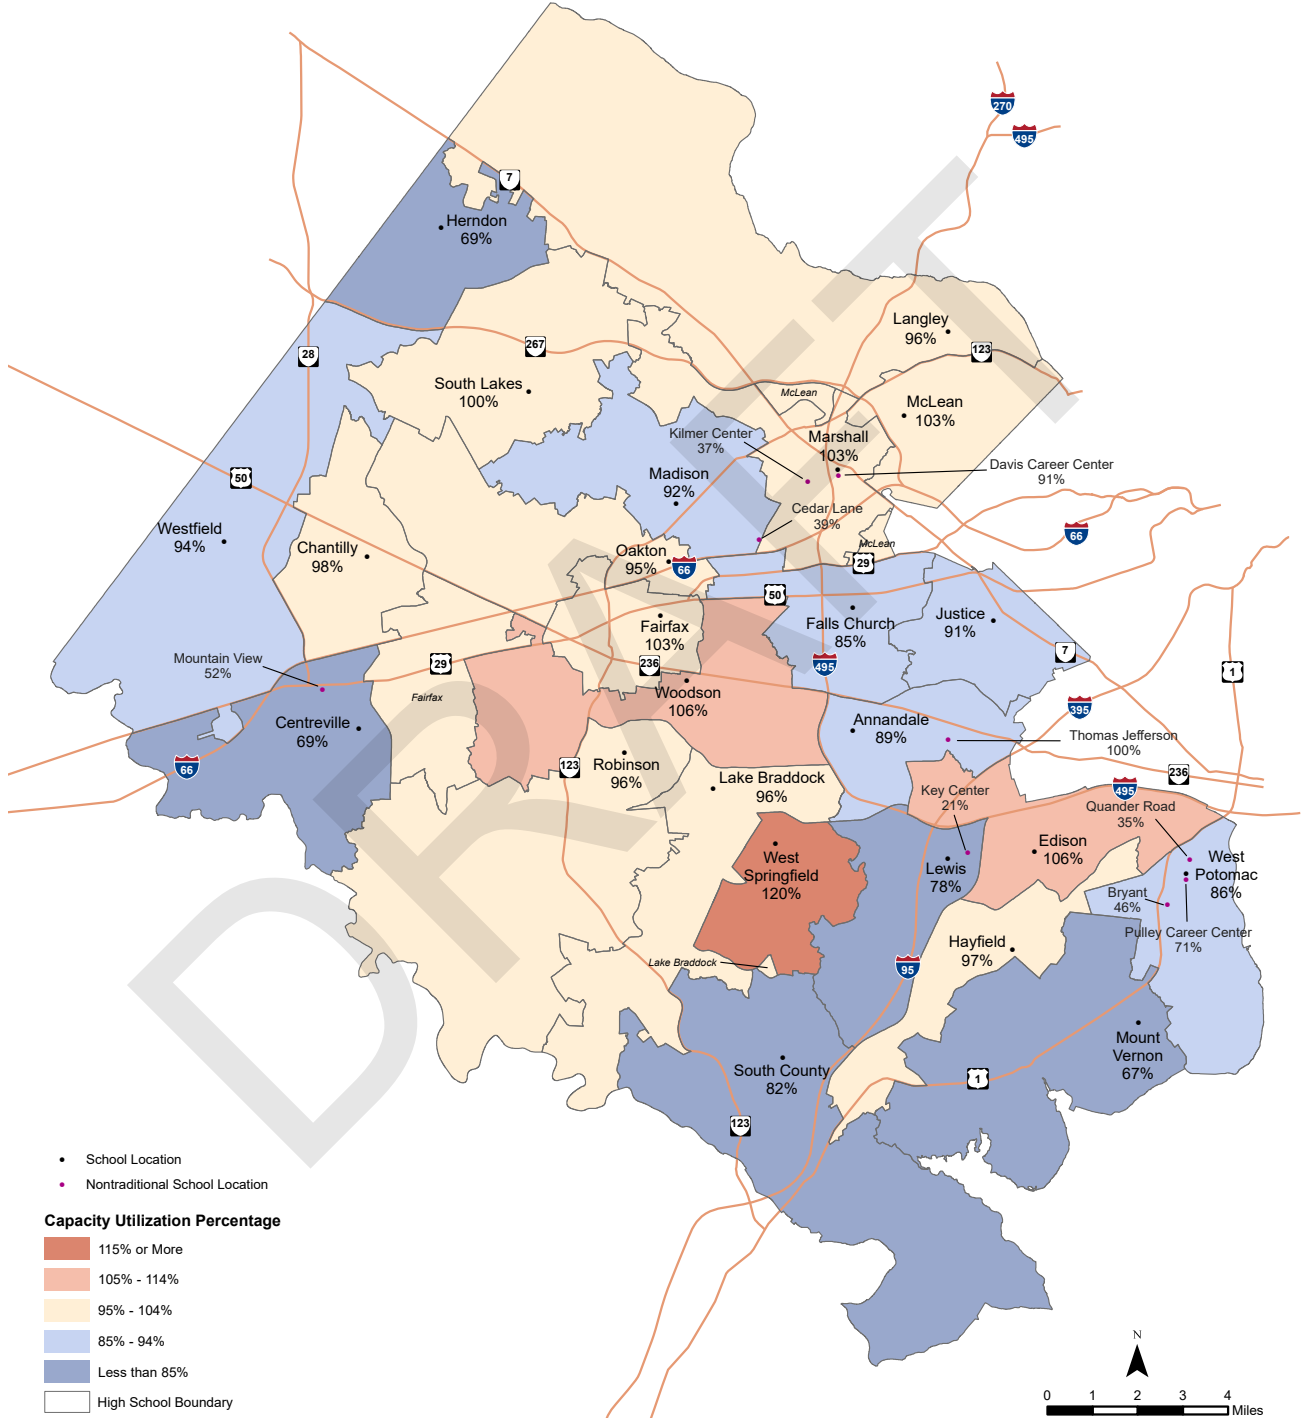 270
495
7
Herndon
69%
Langley
96%
28
267
123
South Lakes
100%
McLean
McLean
103%
Kilmer Center
37%
Marshall
103%
Davis Career Center
91%
50
Madison
92%
Cedar Lane
39%
Westfield
94%
Chantilly
98%
Oakton
95%
66
McLean
29
66
50
Fairfax
103%
Falls Church
85%
Justice
91%
Mountain View
52%
29
236
495
7
1
Fairfax
Woodson
106%
Centreville
69%
Annandale
89%
395
Thomas Jefferson
100%
66
123
Robinson
96%
Lake Braddock
96%
Key Center
21%
495
236
Quander Road
35%
West
Springfield
120%
Lewis
78%
Edison
106%
West
Potomac
86%
Bryant
46%
Pulley Career Center
71%
Hayfield
97%
Lake Braddock
95
Mount
Vernon
67%
South County
82%
1
123
DRAFT
School Location
Nontraditional School Location
Capacity Utilization Percentage
115% or More
105% - 114%
95% - 104%
85% - 94%
Less than 85%
High School Boundary
N
0 1 2 3 4
Miles